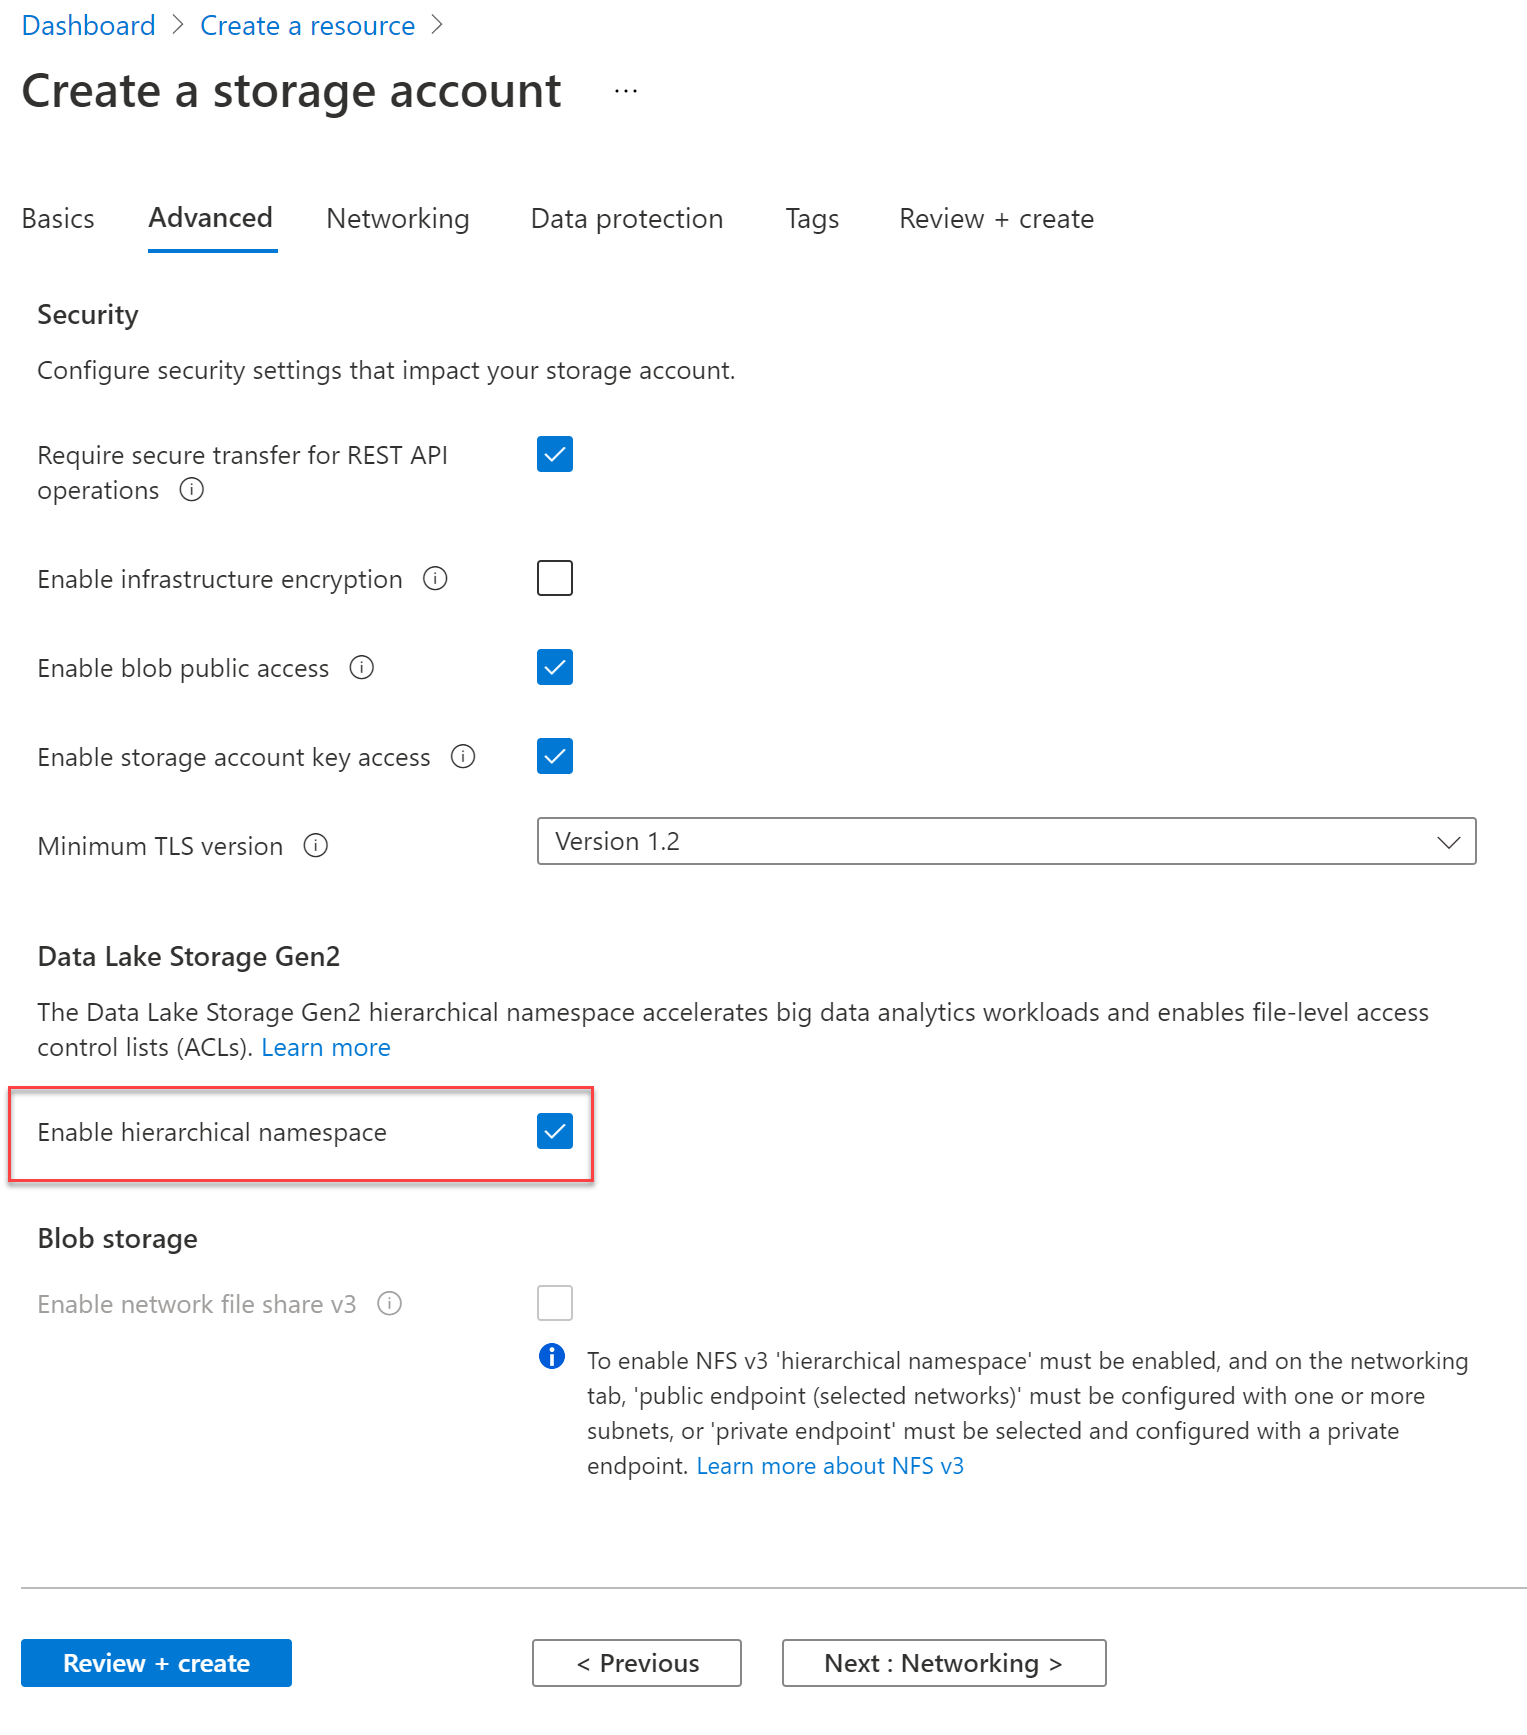 Dashboard > Create a resource >
Create a storage account ...
Basics Advanced Networking Data protection Tags Review + create
Security
Configure security settings that impact your storage account.
Require secure transfer for REST API
operations
Enable infrastructure encryption
Enable blob public access
Enable storage account key access
Minimum TLS version Version 1.2
Data Lake Storage Gen2
The Data Lake Storage Gen2 hierarchical namespace accelerates big data analytics workloads and enables file-level access
control lists (ACLs). Learn more
Enable hierarchical namespace
Blob storage
Enable network file share v3
To enable NFS v3 'hierarchical namespace' must be enabled, and on the networking
tab, 'public endpoint (selected networks)' must be configured with one or more
subnets, or 'private endpoint' must be selected and configured with a private
endpoint. Learn more about NFS v3
Review + create < Previous Next : Networking >